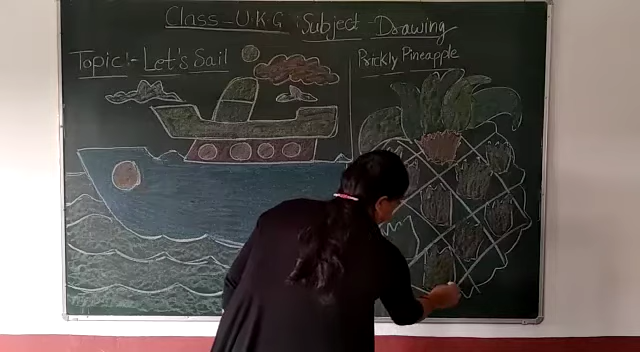 Class - U.K.G : Subject - Drawing
Topic :- Let's Sail
Prickly Pineapple